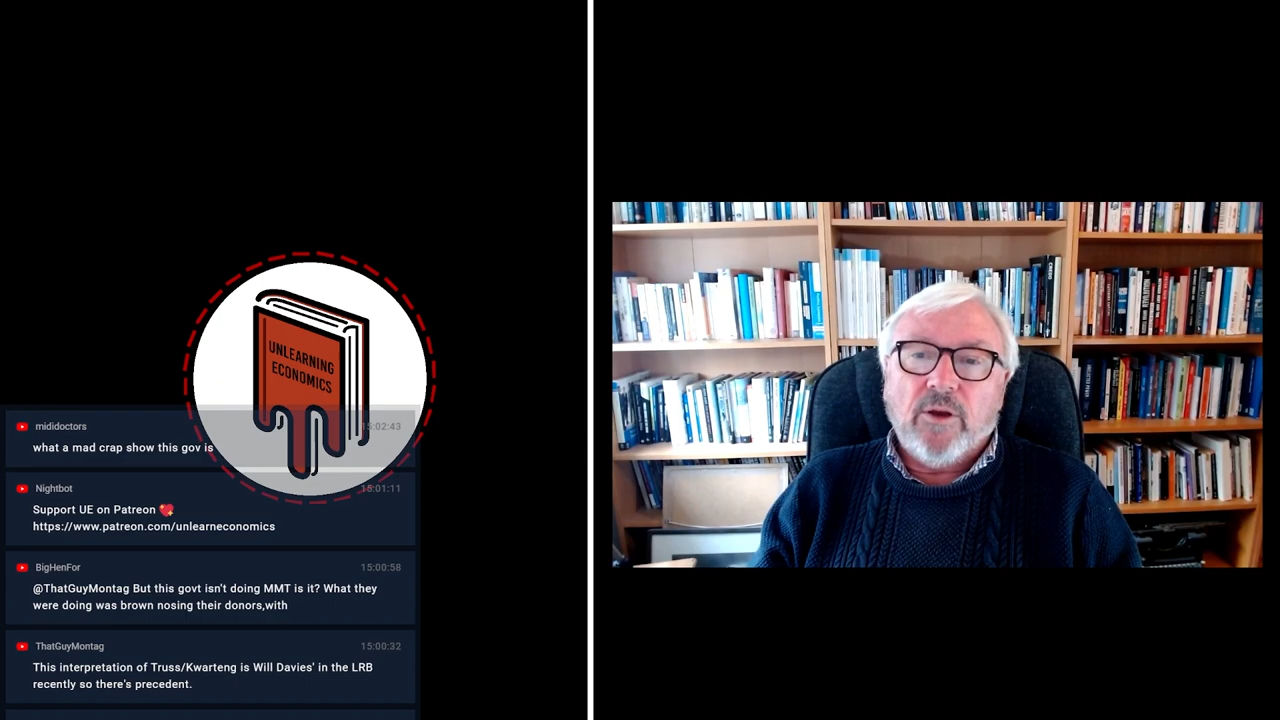 UNLEARNING
ECONOMICS
mididoctors
15:02:43
what a mad crap show this gov is
Nightbot
15:01:11
Support UE on Patreon 💖
https://www.patreon.com/unlearneconomics
BigHenFor
15:00:58
@ThatGuyMontag But this govt isn't doing MMT is it? What they
were doing was brown nosing their donors,with
ThatGuyMontag
15:00:32
This interpretation of Truss/Kwarteng is Will Davies' in the LRB
recently so there's precedent.